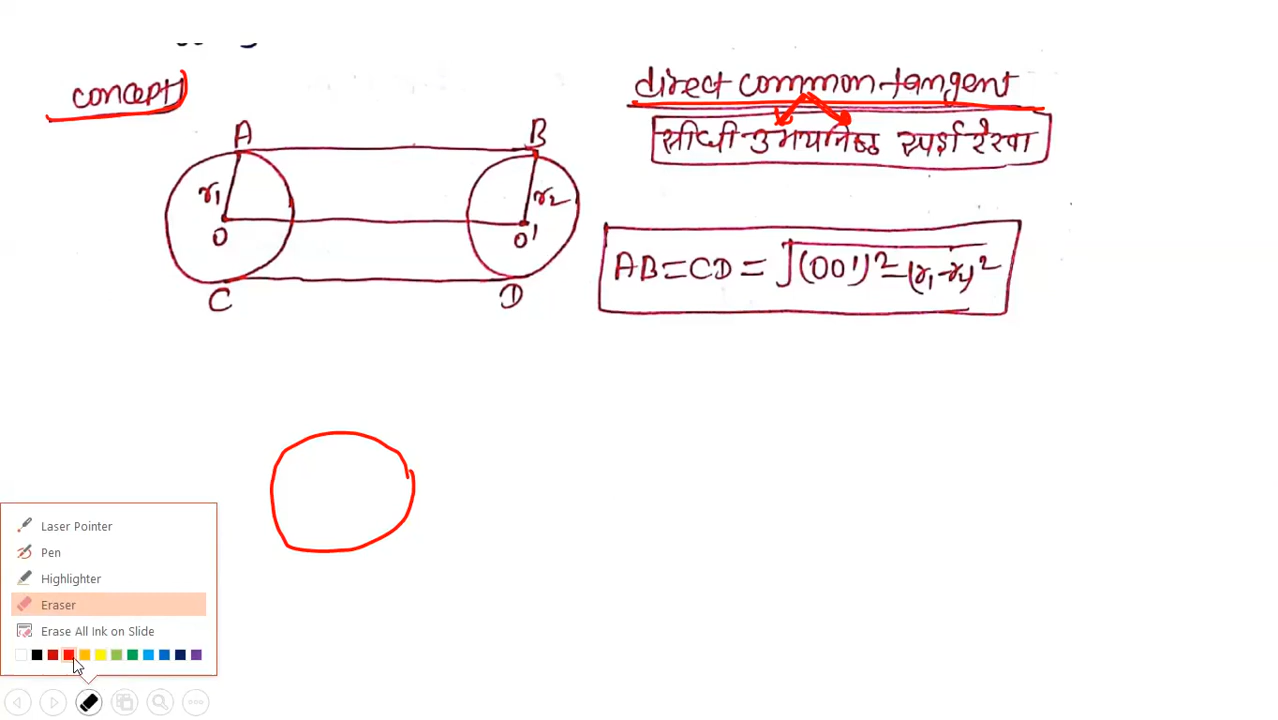 concept
direct common tangent
सीधी उभयनिष्ठ स्पर्श रेखा
A
B
r₁
r₂
O
O'
C
D
AB=CD=√(OO')²-(r₁-r₂)²
Laser Pointer
Pen
Highlighter
Eraser
Erase All Ink on Slide